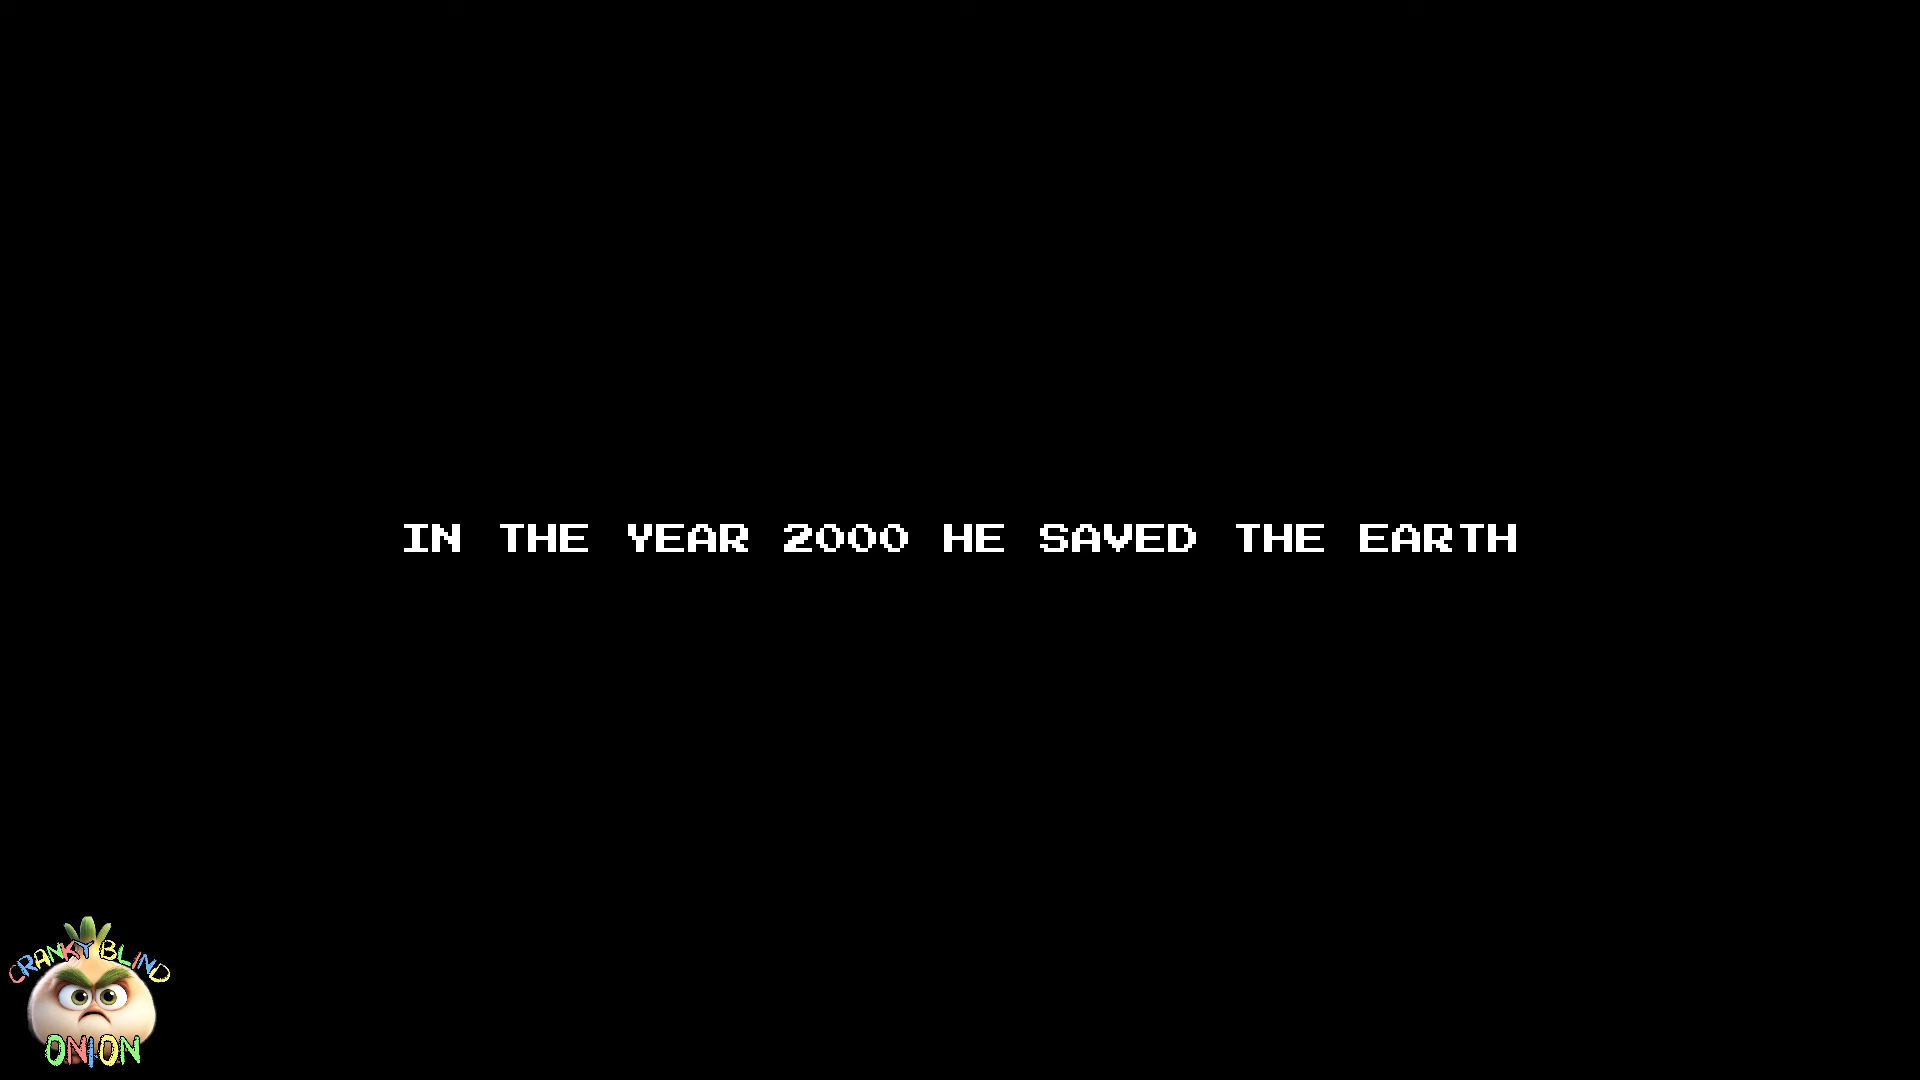 IN THE YEAR 2000 HE SAVED THE EARTH
CRANKY BLIND
ONION